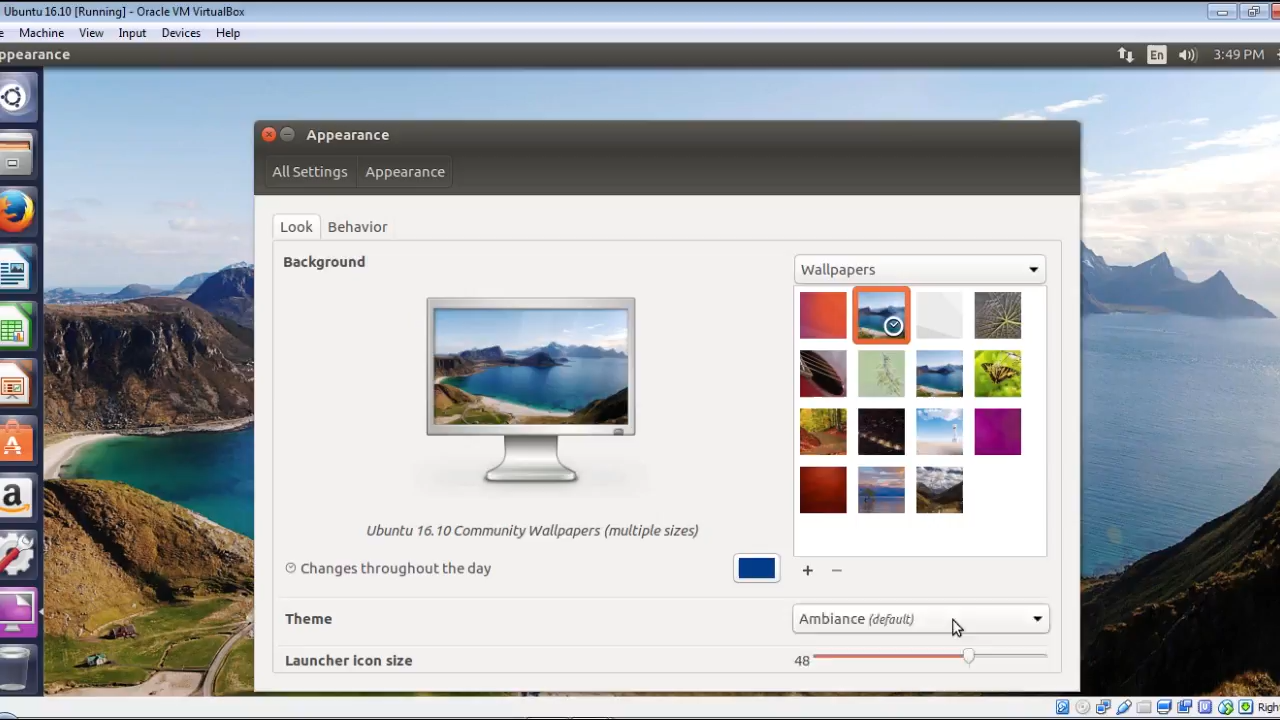 Ubuntu 16.10 [Running] - Oracle VM VirtualBox
e Machine View Input Devices Help
ppearance En 3:49 PM
Appearance
All Settings Appearance
Look Behavior
Background
Wallpapers
Ubuntu 16.10 Community Wallpapers (multiple sizes)
Changes throughout the day
+ −
Theme
Ambiance (default)
Launcher icon size
48
Righ